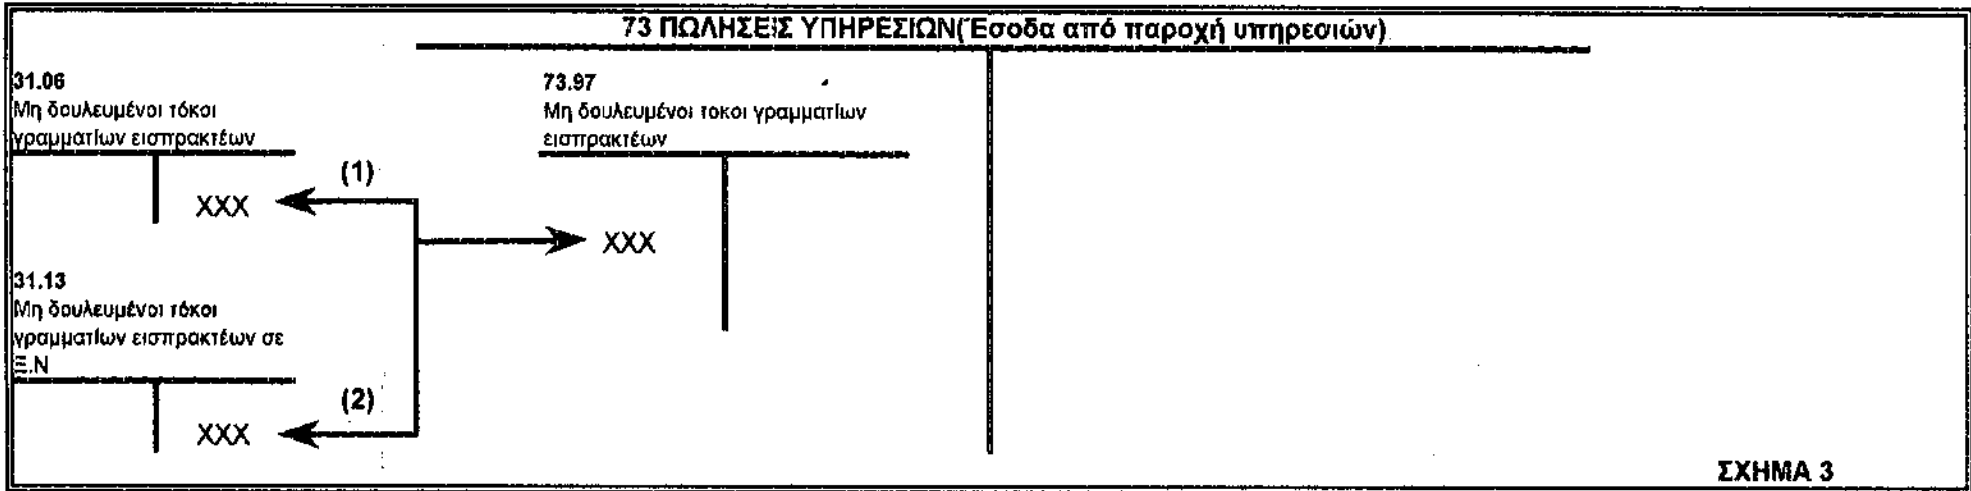 73 ΠΩΛΗΣΕΙΣ ΥΠΗΡΕΣΙΩΝ(Έσοδα από παροχή υπηρεσιών)
31.06
Μη δουλευμένοι τόκοι
γραμματίων εισπρακτέων
73.97
Μη δουλευμένοι τοκοι γραμματίων
εισπρακτέων
(1)
XXX
XXX
31.13
Μη δουλευμένοι τόκοι
γραμματίων εισπρακτέων σε
Ξ.Ν
(2)
XXX
ΣΧΗΜΑ 3